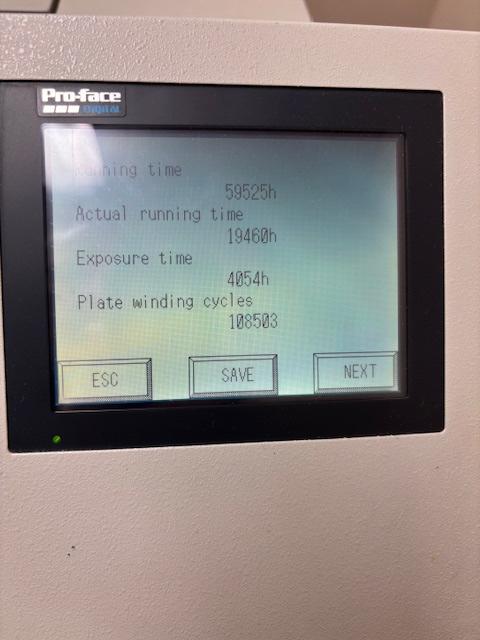 Pro-face
DIGITAL
Running time
59525h
Actual running time
19460h
Exposure time
4054h
Plate winding cycles
108503
ESC
SAVE
NEXT